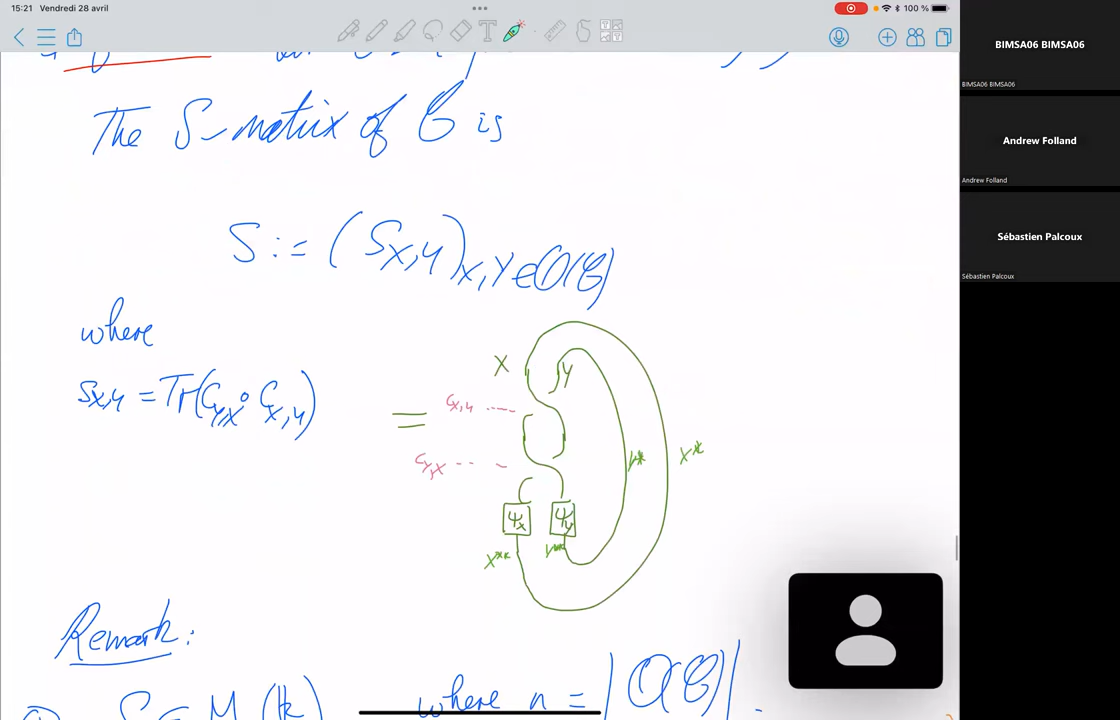 15:21 Vendredi 28 avril
100 %
The S-matrix of C is
S := (S_{X,Y})_{X,Y ∈ O(C)}
where
S_{X,Y} = Tr(C_{Y,X} ∘ C_{X,Y})
=
X
Y
C_{X,Y}
C_{Y,X}
Y*
X*
Ψ_X
Ψ_Y
X**
Y**
Remark:
where n = |O(C)|.
BIMSA06 BIMSA06
BIMSA06 BIMSA06
Andrew Folland
Andrew Folland
Sébastien Palcoux
Sébastien Palcoux